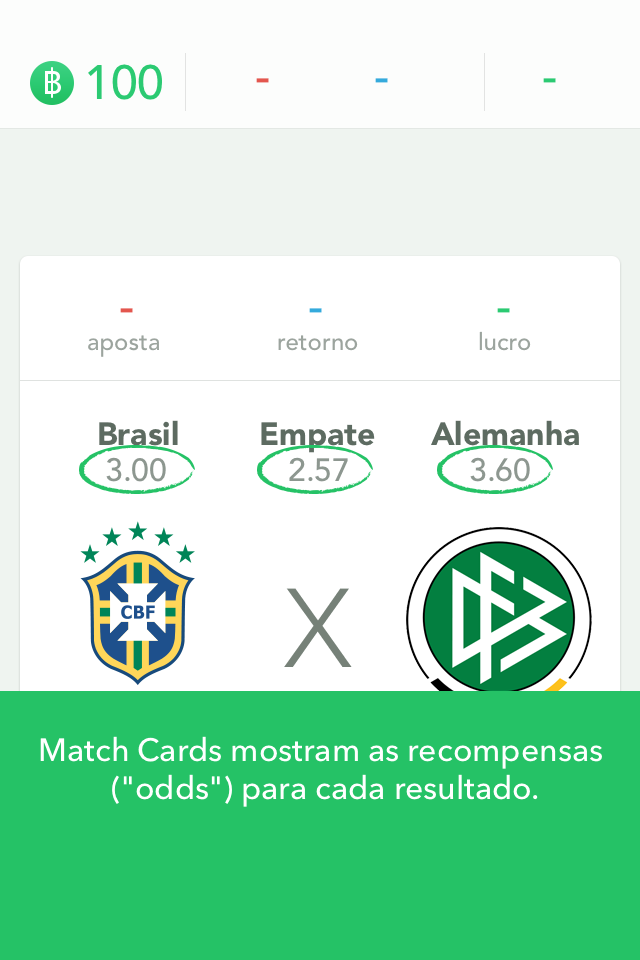 ฿ 100 - - -
- - -
aposta retorno lucro
Brasil Empate Alemanha
3.00 2.57 3.60
CBF X DFB
Match Cards mostram as recompensas
("odds") para cada resultado.